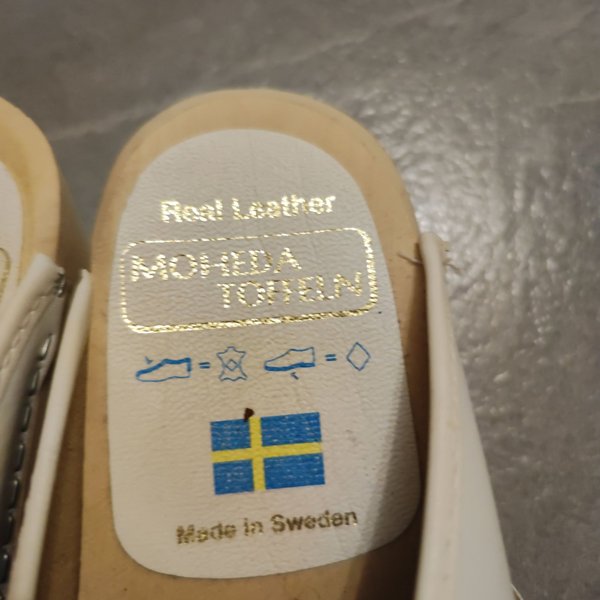 Real Leather
MOHEDA
TOFFELN
=  =
Made in Sweden